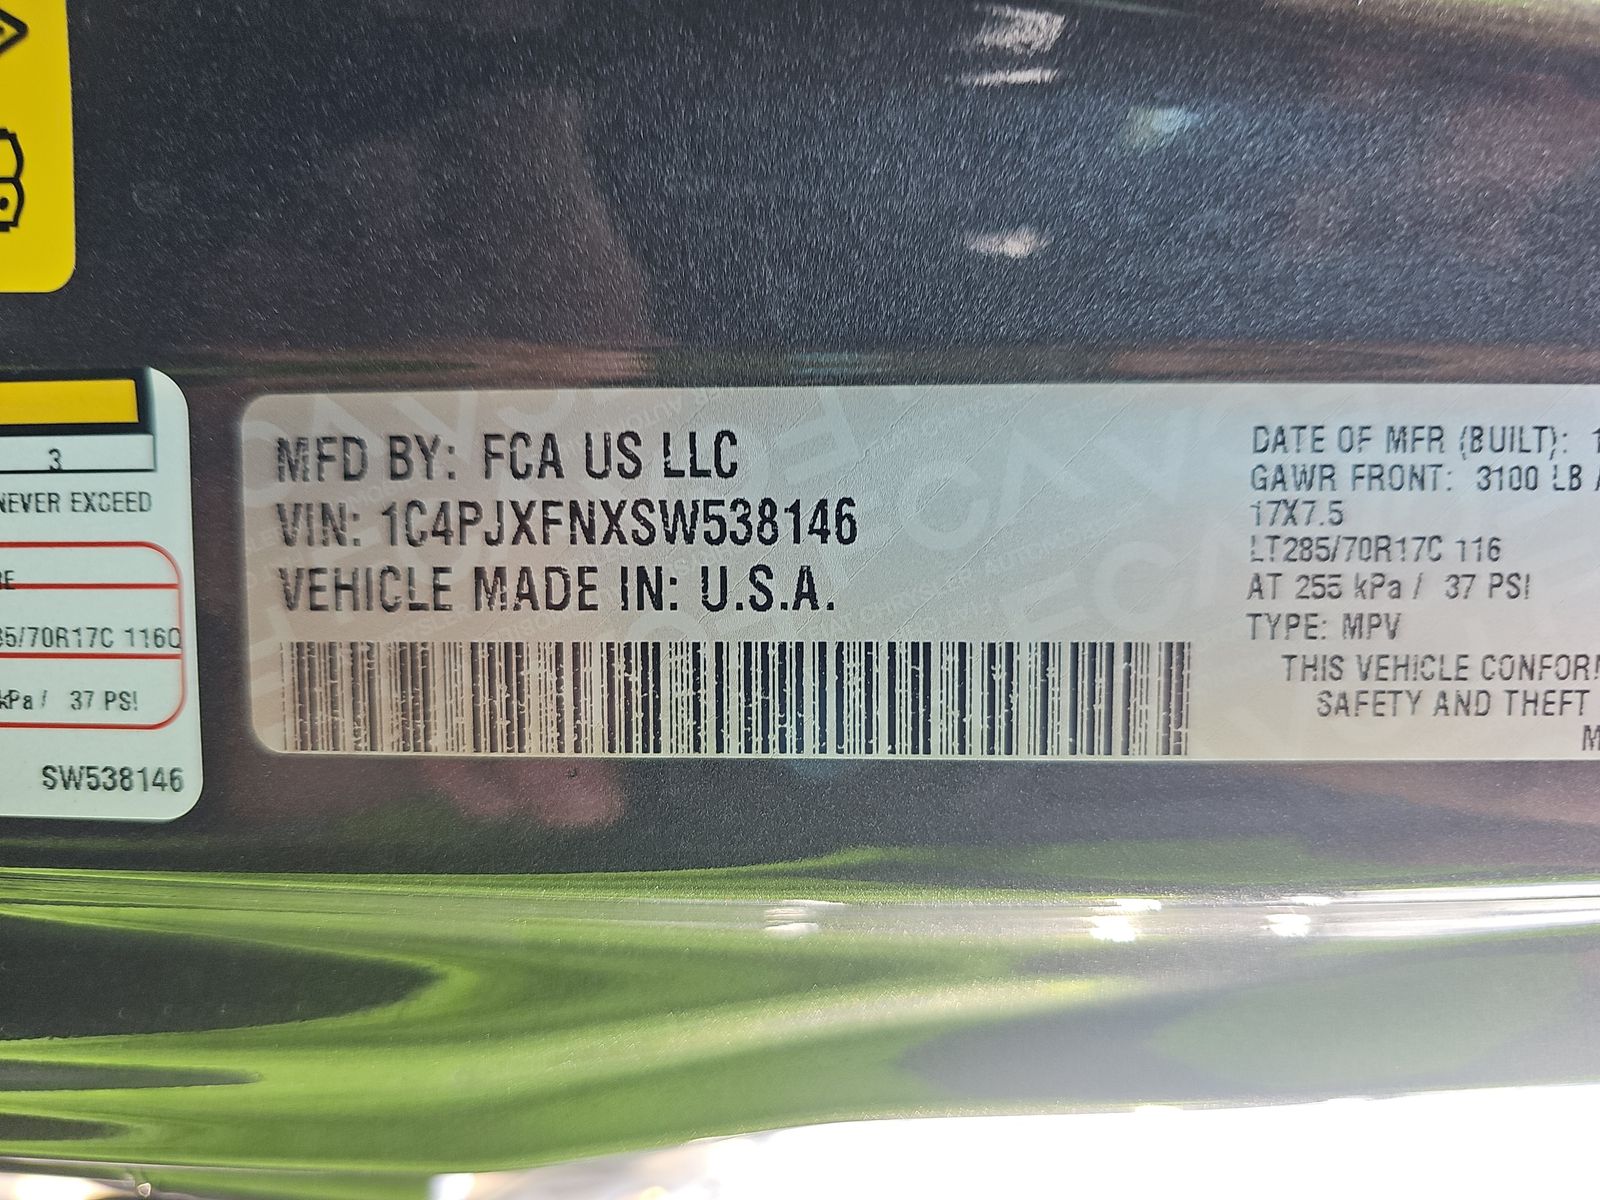 3
NEVER EXCEED
RE
85/70R17C 116Q
kPa / 37 PSI
SW538146
MFD BY: FCA US LLC
VIN: 1C4PJXFNXSW538146
VEHICLE MADE IN: U.S.A.
DATE OF MFR (BUILT): 1
GAWR FRONT: 3100 LB
17X7.5
LT285/70R17C 116
AT 255 kPa / 37 PSI
TYPE: MPV
THIS VEHICLE CONFOR
SAFETY AND THEFT
M